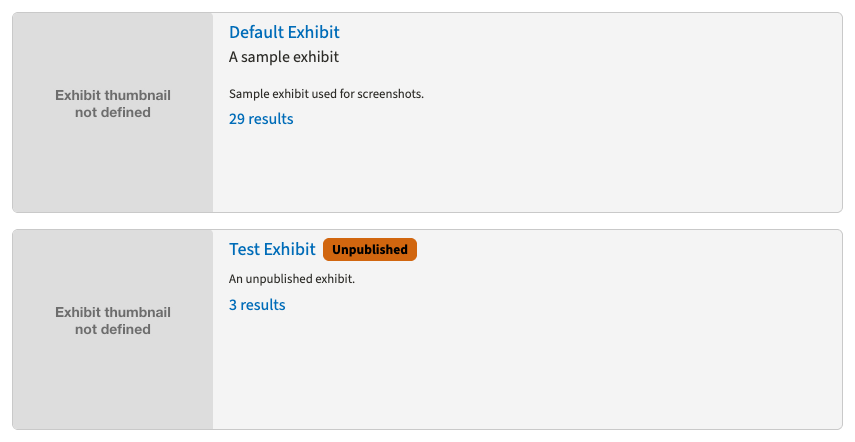 Exhibit thumbnail
not defined
Default Exhibit
A sample exhibit
Sample exhibit used for screenshots.
29 results
Exhibit thumbnail
not defined
Test Exhibit Unpublished
An unpublished exhibit.
3 results